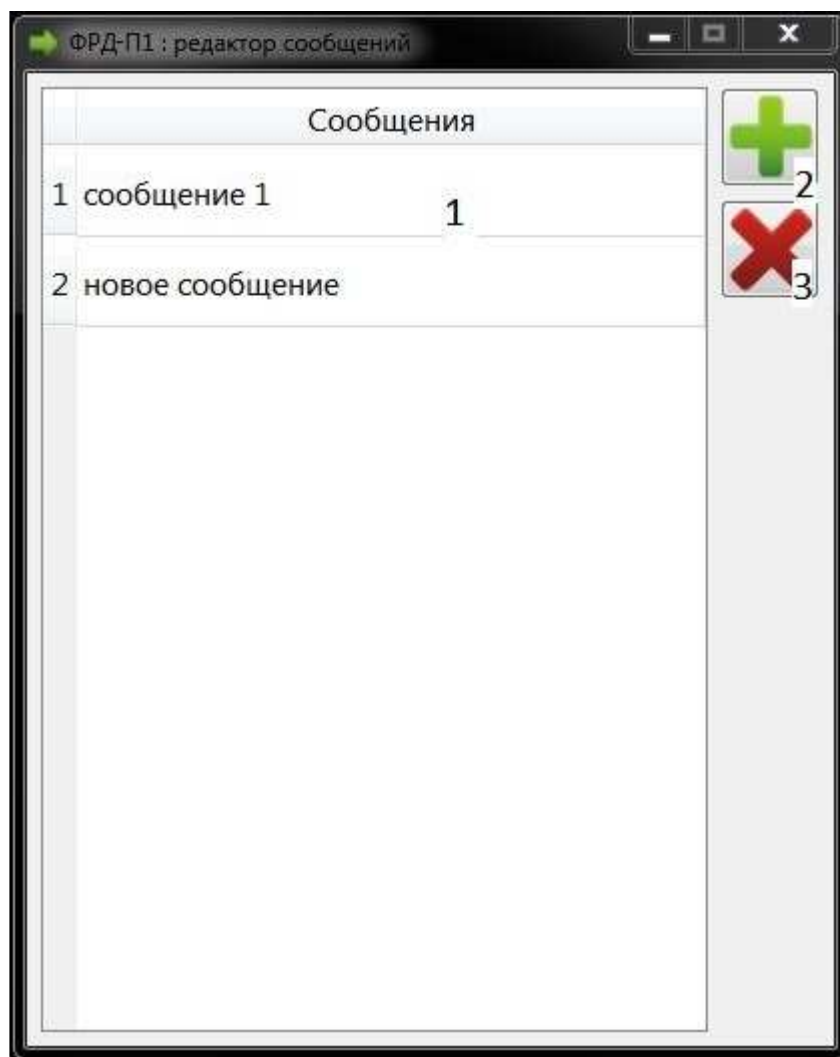 ФРД-П1 : редактор сообщений
Сообщения
1 сообщение 1
1
2 новое сообщение
2
3